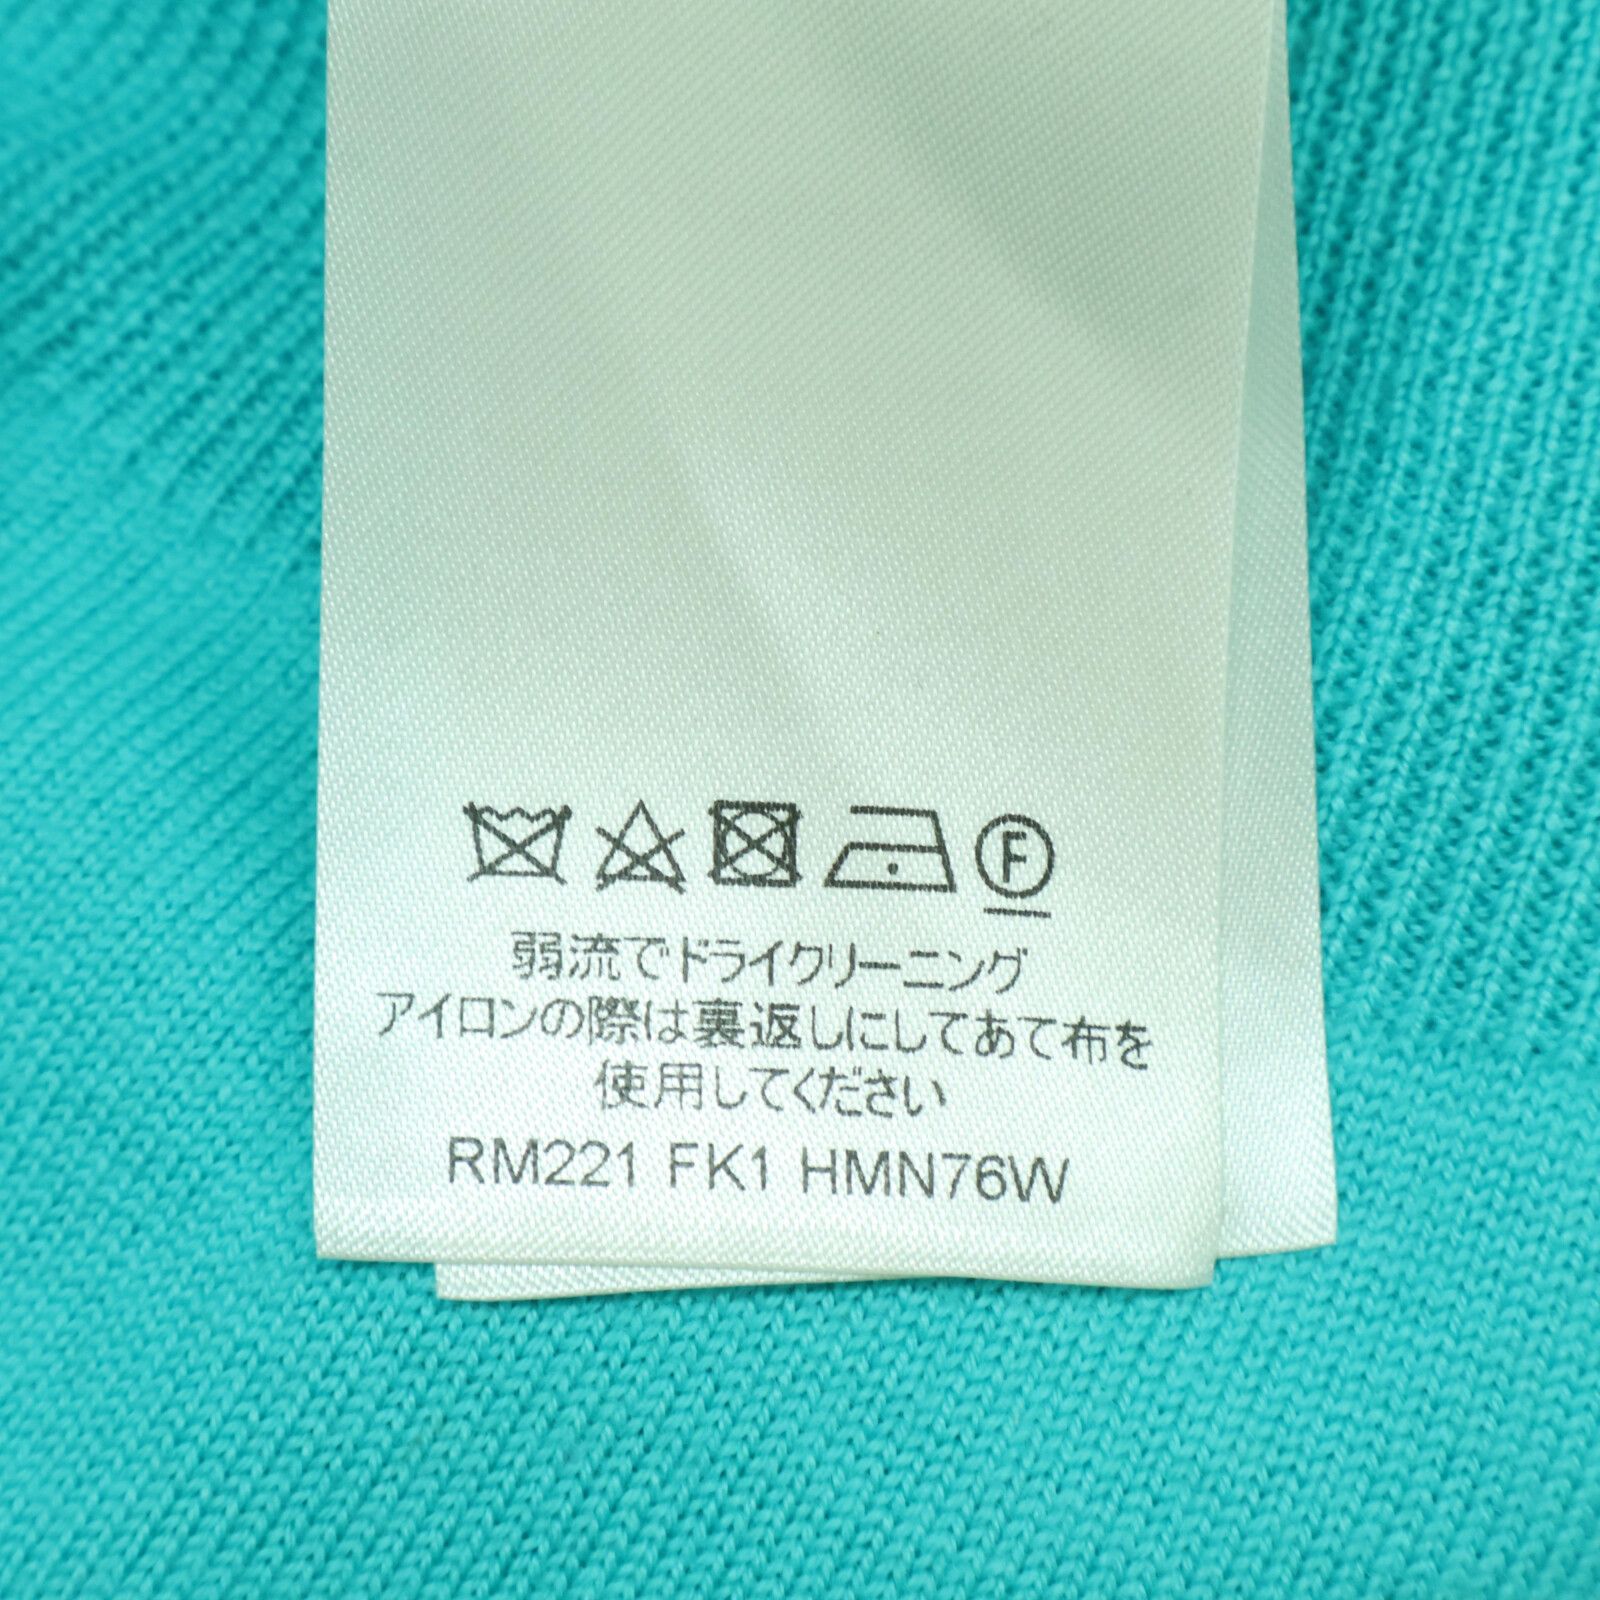 F
弱流でドライクリーニング
アイロンの際は裏返しにしてあて布を
使用してください
RM221 FK1 HMN76W